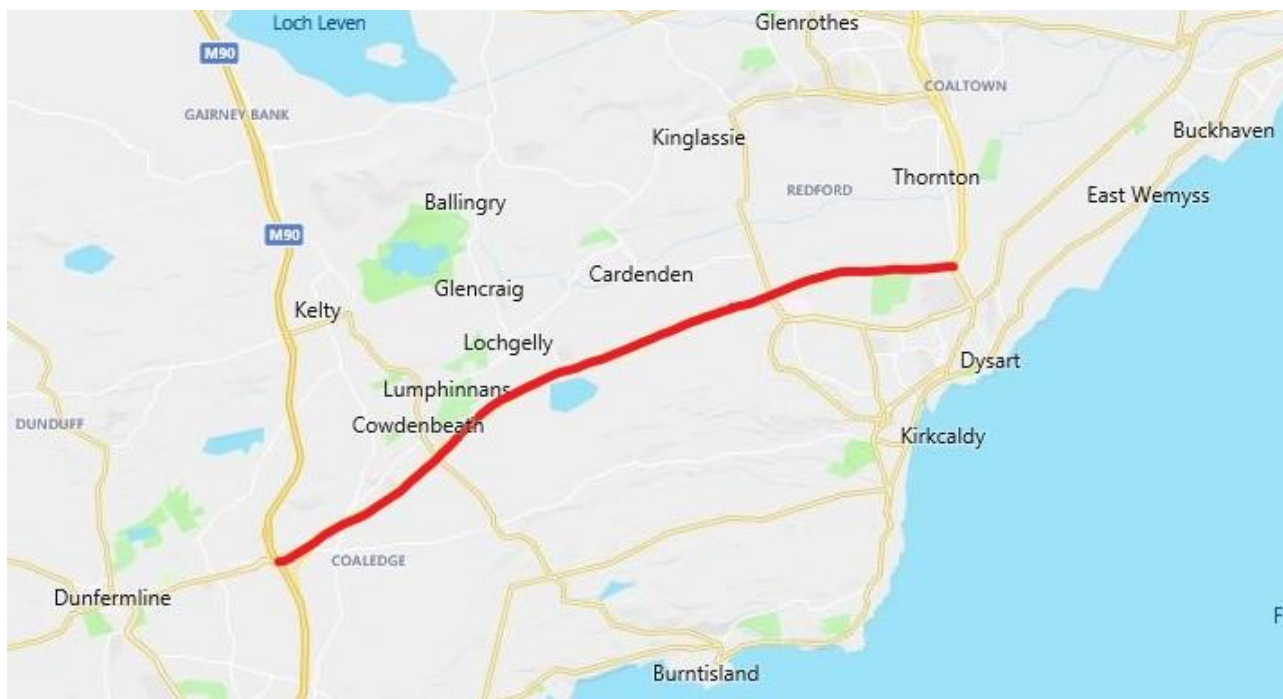 Loch Leven
Glenrothes
M90
COALTOWN
GAIRNEY BANK
Buckhaven
Kinglassie
Thornton
REDFORD
East Wemyss
Ballingry
M90
Cardenden
Glencraig
Kelty
Lochgelly
Dysart
Lumphinnans
DUNDUFF
Cowdenbeath
Kirkcaldy
COALEDGE
Dunfermline
F
Burntisland